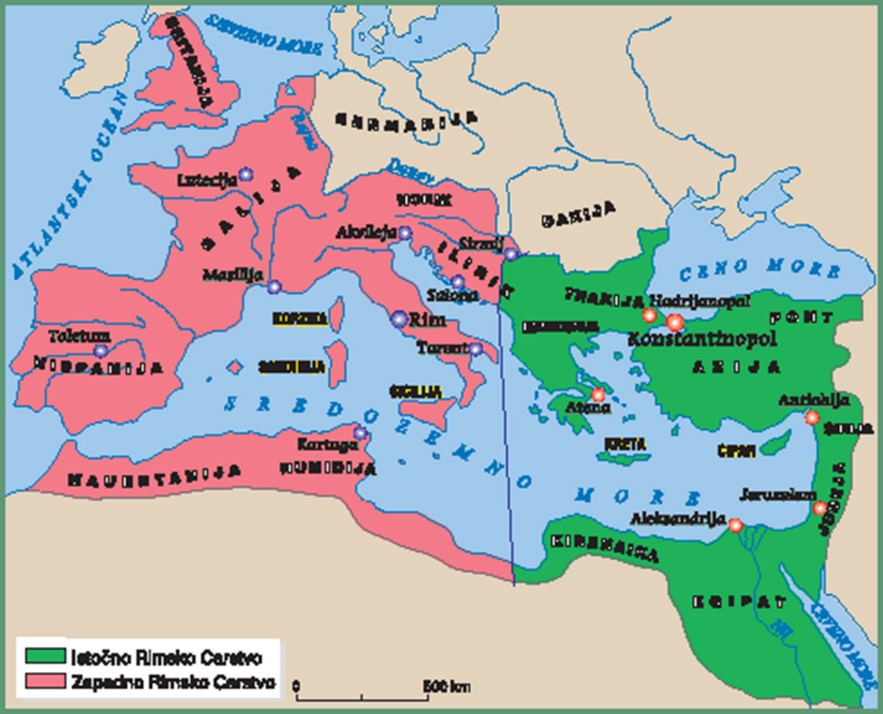 BRITANIJA
SJEVERNO MORE
ATLANTSKI OCEAN
GERMANIJA
Rajna
Lutecija
GALIJA
Dunav
NORIK
DAKIJA
Akvileja
Sirmij
ILIRIK
Marsilija
Salona
CRNO MORE
TRAKIJA
Hadrijanopol
PONT
KORZIKA
Rim
Konstantinopol
Toletum
HISPANIJA
SARDINIJA
Tarent
AZIJA
SICILIJA
Atena
Antiohija
SIRIJA
SREDOZEMNO MORE
Kartaga
KRETA
CIPAR
MAURETANIJA
NUMIDIJA
Jeruzalem
Aleksandrija
KIRENAIKA
EGIPAT
Nil
CRVENO MORE
Istočno Rimsko Carstvo
Zapadno Rimsko Carstvo
0 500 km